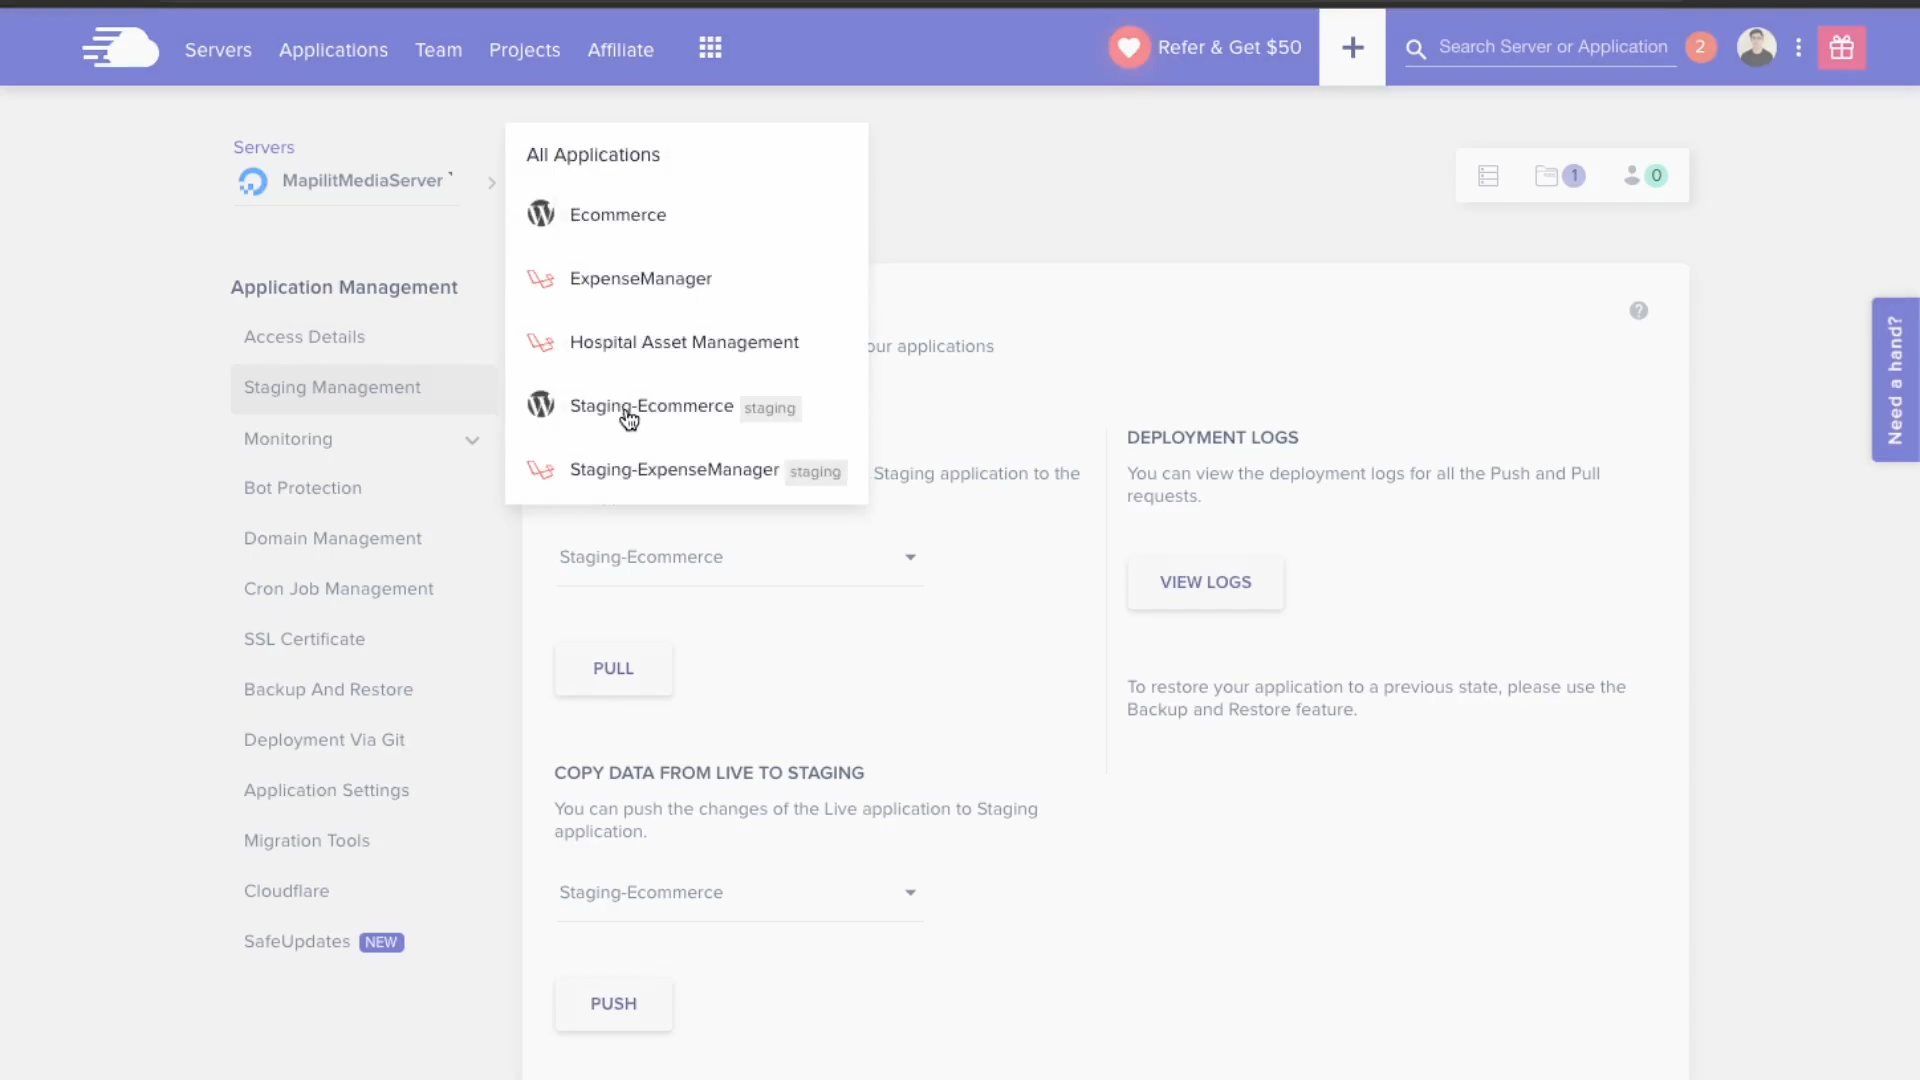 Servers Applications Team Projects Affiliate
Refer & Get $50
+
Search Server or Application
2
Servers
MapilitMediaServer
All Applications
Ecommerce
ExpenseManager
Hospital Asset Management
Staging-Ecommerce staging
Staging-ExpenseManager staging
1
0
Application Management
Access Details
Staging Management
Monitoring
Bot Protection
Domain Management
Cron Job Management
SSL Certificate
Backup And Restore
Deployment Via Git
Application Settings
Migration Tools
Cloudflare
SafeUpdates NEW
?
our applications
Staging application to the
Staging-Ecommerce
PULL
COPY DATA FROM LIVE TO STAGING
You can push the changes of the Live application to Staging
application.
Staging-Ecommerce
PUSH
DEPLOYMENT LOGS
You can view the deployment logs for all the Push and Pull
requests.
VIEW LOGS
To restore your application to a previous state, please use the
Backup and Restore feature.
Need a hand?